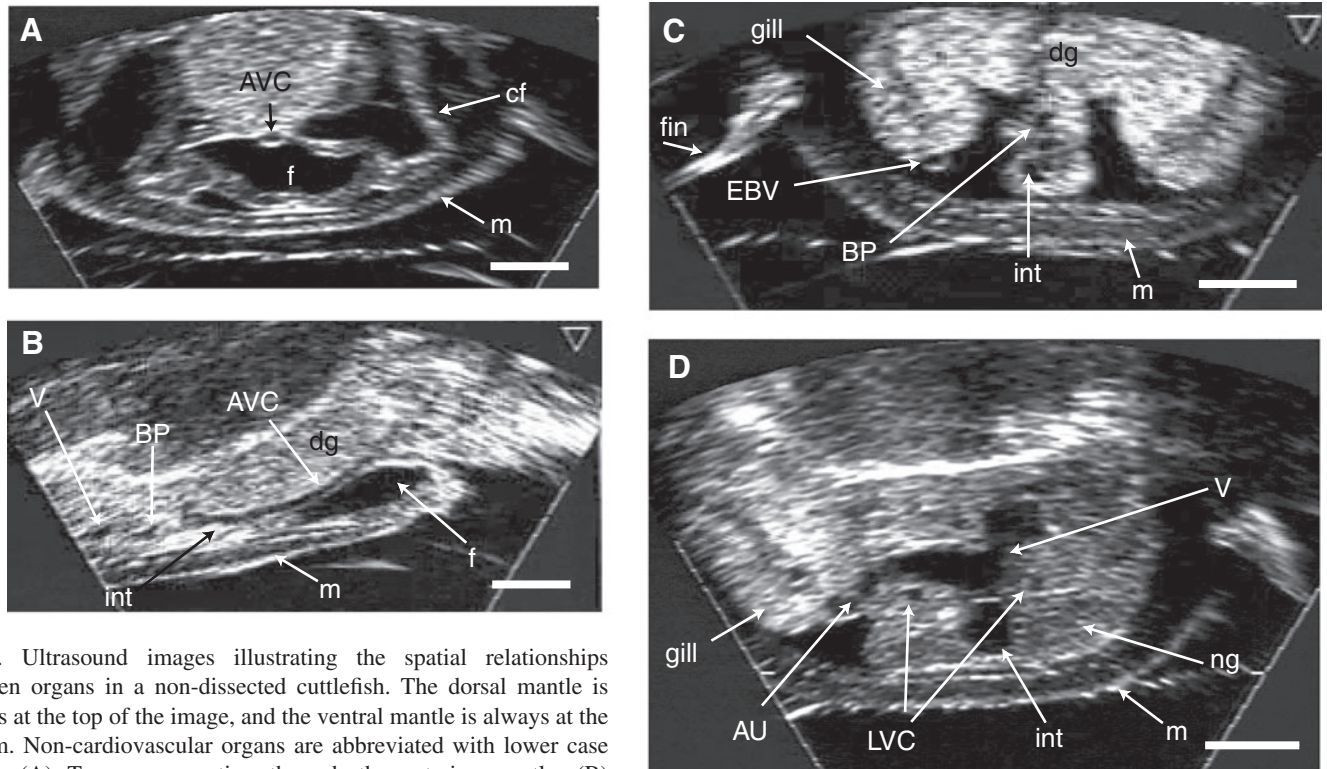 A
AVC
cf
f
m
B
V
BP
AVC
dg
f
int
m
C
gill
dg
fin
EBV
BP
int
m
D
V
gill
AU
LVC
int
ng
m
. Ultrasound images illustrating the spatial relationships
en organs in a non-dissected cuttlefish. The dorsal mantle is
s at the top of the image, and the ventral mantle is always at the
n. Non-cardiovascular organs are abbreviated with lower case
(A) Transverse section through the anterior mantle. (B)